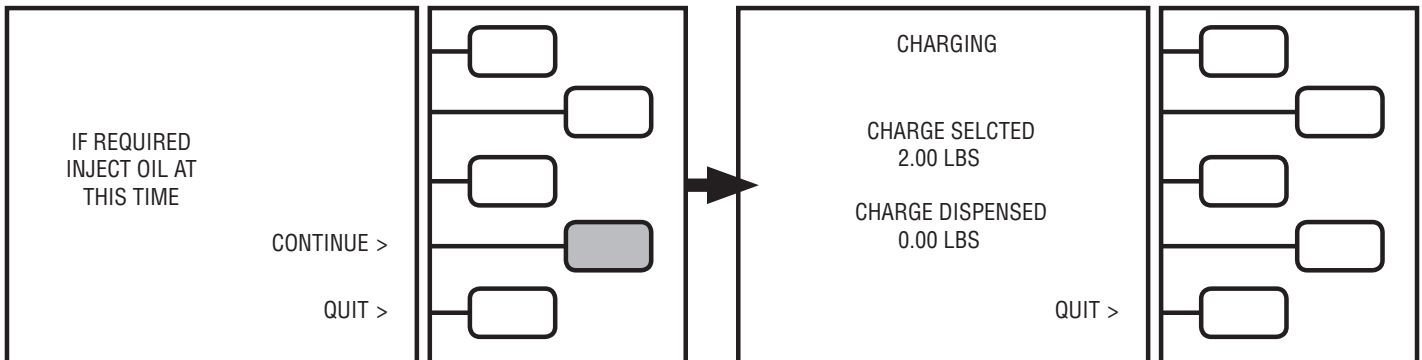 IF REQUIRED
INJECT OIL AT
THIS TIME
CONTINUE >
QUIT >
CHARGING
CHARGE SELCTED
2.00 LBS
CHARGE DISPENSED
0.00 LBS
QUIT >